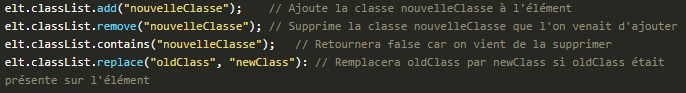 elt.classList.add("nouvelleClasse");    // Ajoute la classe nouvelleClasse à l'élément
elt.classList.remove("nouvelleClasse"); // Supprime la classe nouvelleClasse que l'on venait d'ajouter
elt.classList.contains("nouvelleClasse");   // Retournera false car on vient de la supprimer
elt.classList.replace("oldClass", "newClass"): // Remplacera oldClass par newClass si oldClass était
présente sur l'élément